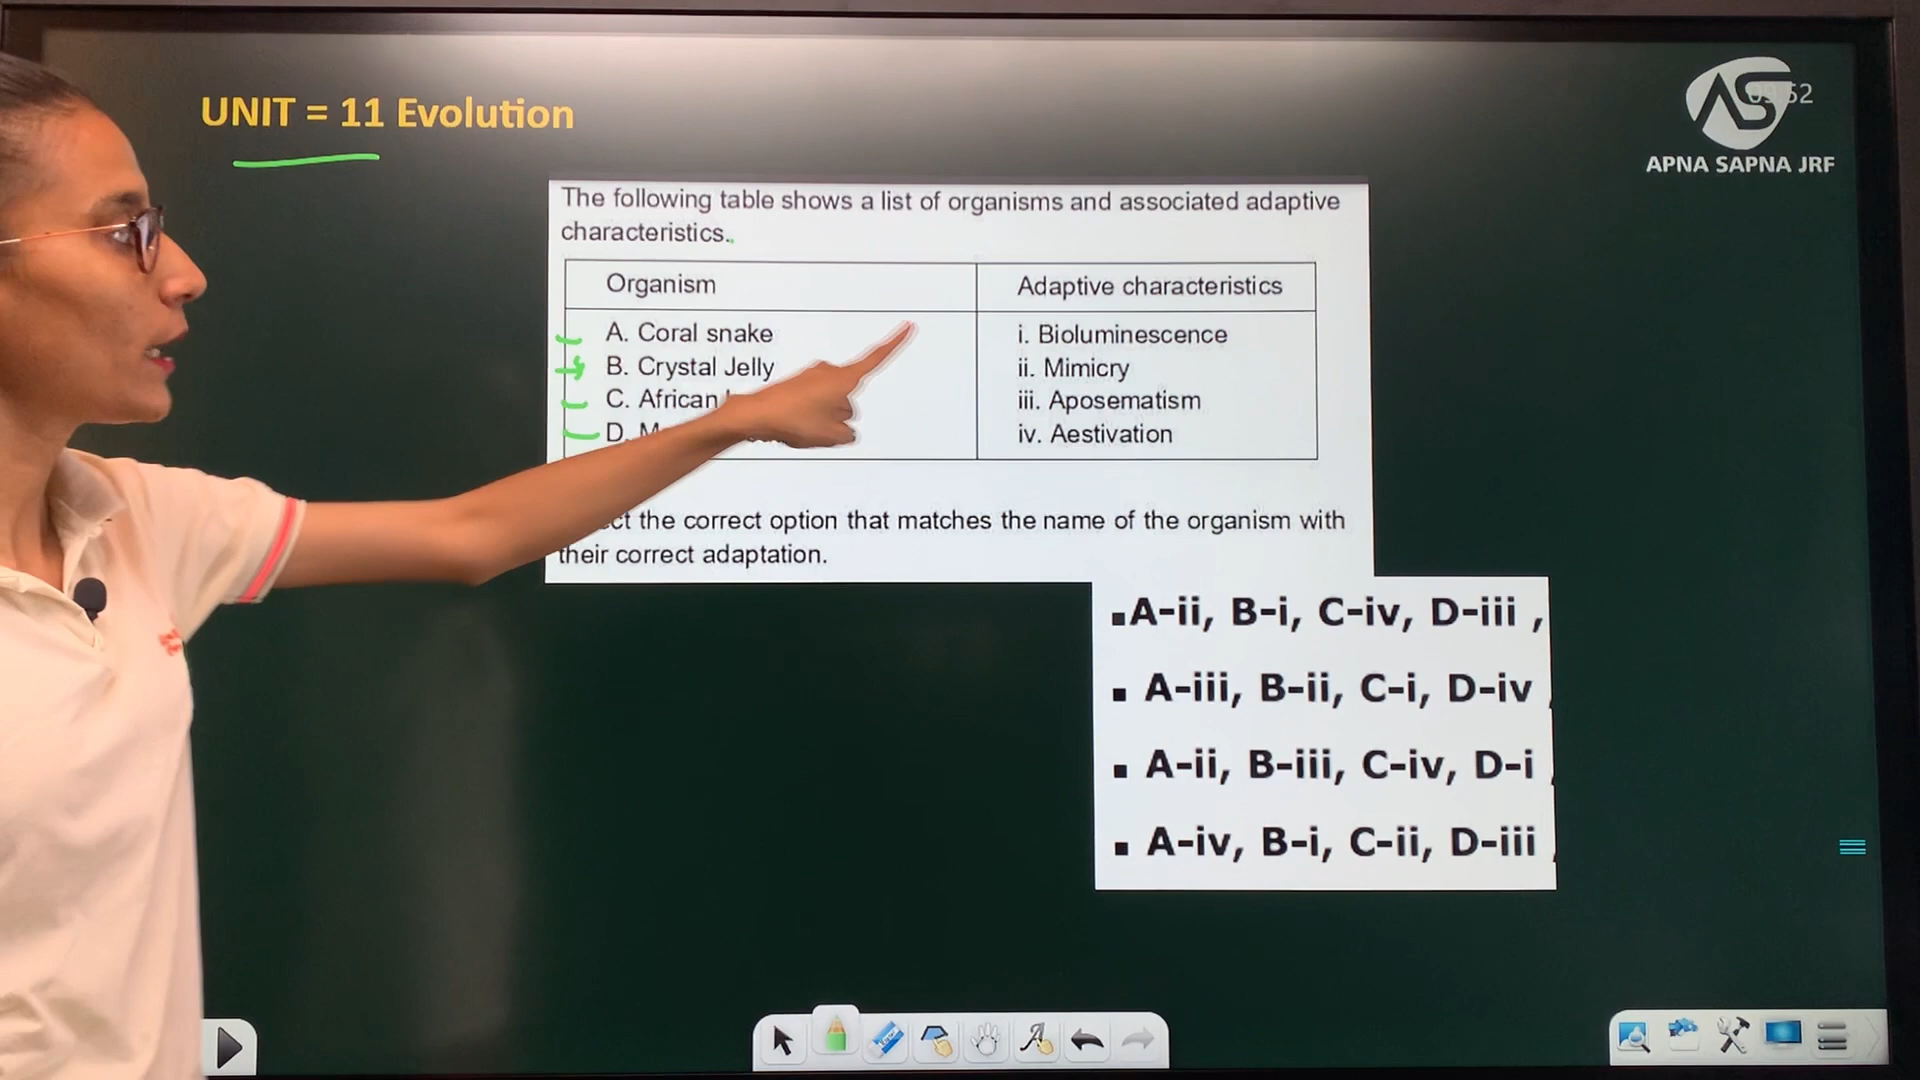 UNIT = 11 Evolution
52
APNA SAPNA JRF
The following table shows a list of organisms and associated adaptive
characteristics.
Organism
Adaptive characteristics
A. Coral snake
i. Bioluminescence
B. Crystal Jelly
ii. Mimicry
C. African
iii. Aposematism
D.
iv. Aestivation
the correct option that matches the name of the organism with
their correct adaptation.
▪A-ii, B-i, C-iv, D-iii ,
▪ A-iii, B-ii, C-i, D-iv
▪ A-ii, B-iii, C-iv, D-i
▪ A-iv, B-i, C-ii, D-iii